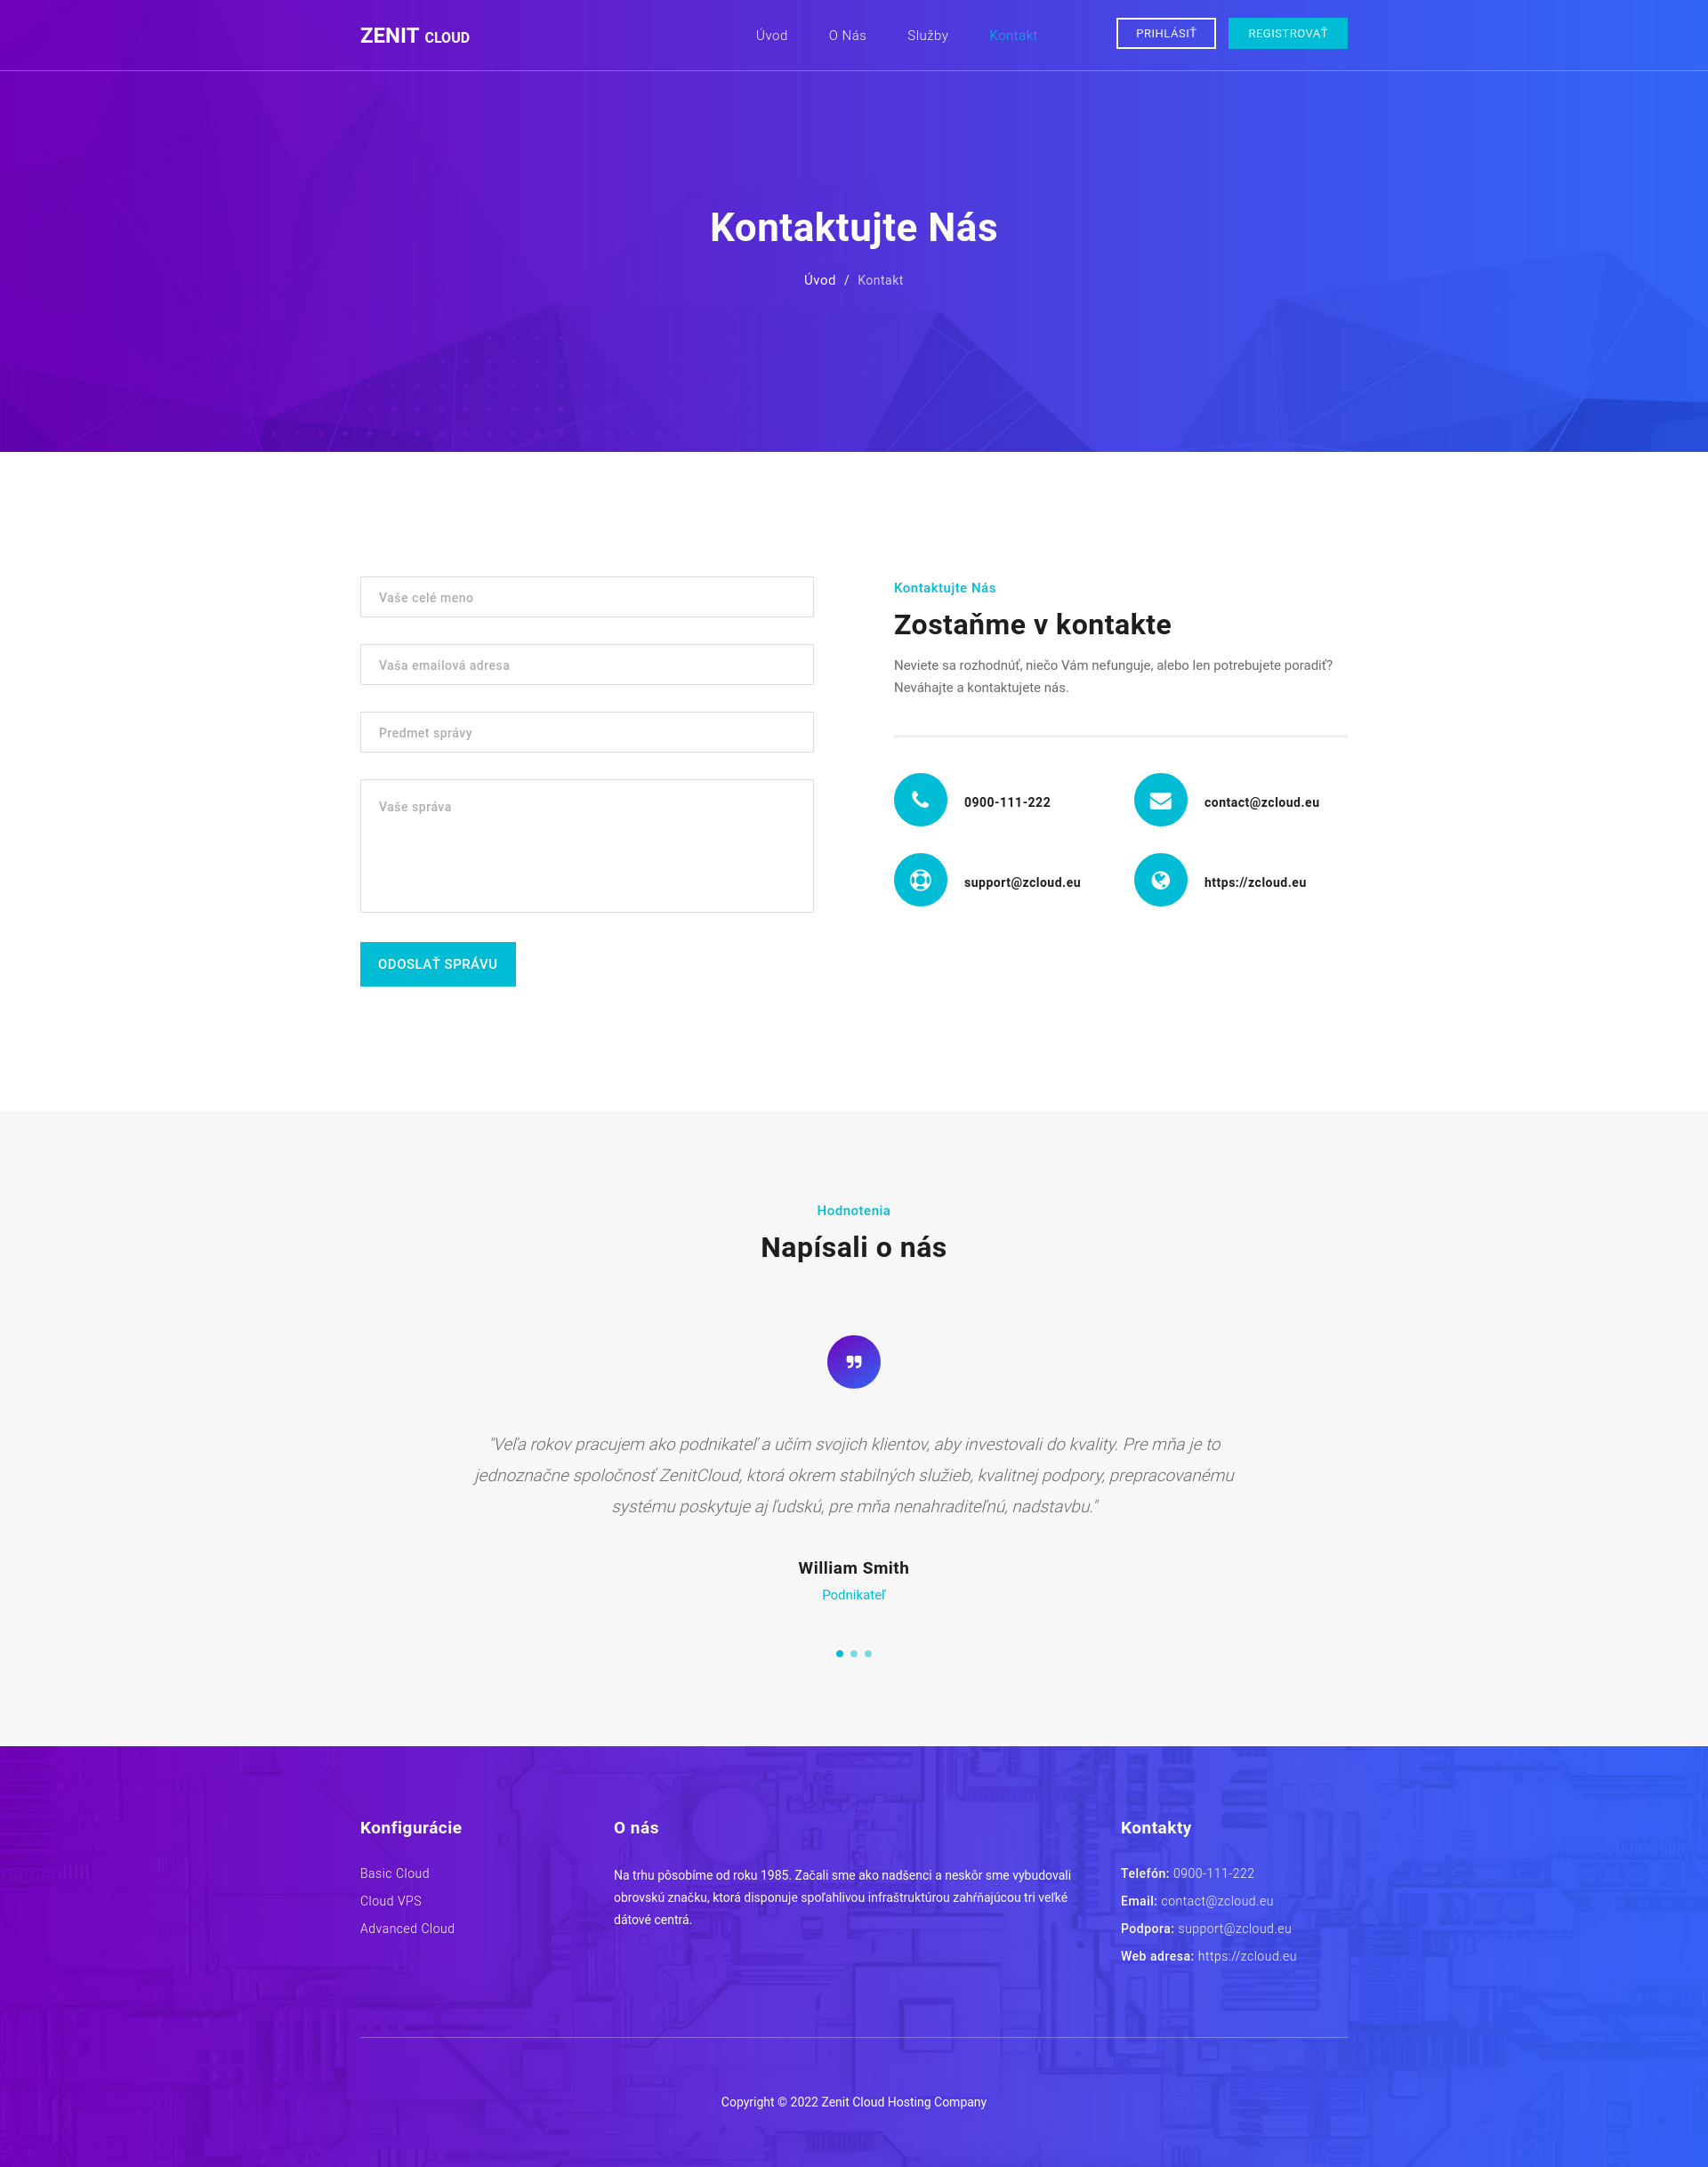 ZENIT CLOUD
Úvod
O Nás
Služby
Kontakt
PRIHLÁSIŤ
REGISTROVAŤ
Kontaktujte Nás
Úvod / Kontakt
Vaše celé meno
Vaša emailová adresa
Predmet správy
Vaše správa
ODOSLAŤ SPRÁVU
Kontaktujte Nás
Zostaňme v kontakte
Neviete sa rozhodnúť, niečo Vám nefunguje, alebo len potrebujete poradiť?
Neváhajte a kontaktujete nás.
0900-111-222
contact@zcloud.eu
support@zcloud.eu
https://zcloud.eu
Hodnotenia
Napísali o nás
"Veľa rokov pracujem ako podnikateľ a učím svojich klientov, aby investovali do kvality. Pre mňa je to
jednoznačne spoločnosť ZenitCloud, ktorá okrem stabilných služieb, kvalitnej podpory, prepracovanému
systému poskytuje aj ľudskú, pre mňa nenahraditeľnú, nadstavbu."
William Smith
Podnikateľ
Konfigurácie
Basic Cloud
Cloud VPS
Advanced Cloud
O nás
Na trhu pôsobíme od roku 1985. Začali sme ako nadšenci a neskôr sme vybudovali
obrovskú značku, ktorá disponuje spoľahlivou infraštruktúrou zahŕňajúcou tri veľké
dátové centrá.
Kontakty
Telefón: 0900-111-222
Email: contact@zcloud.eu
Podpora: support@zcloud.eu
Web adresa: https://zcloud.eu
Copyright © 2022 Zenit Cloud Hosting Company